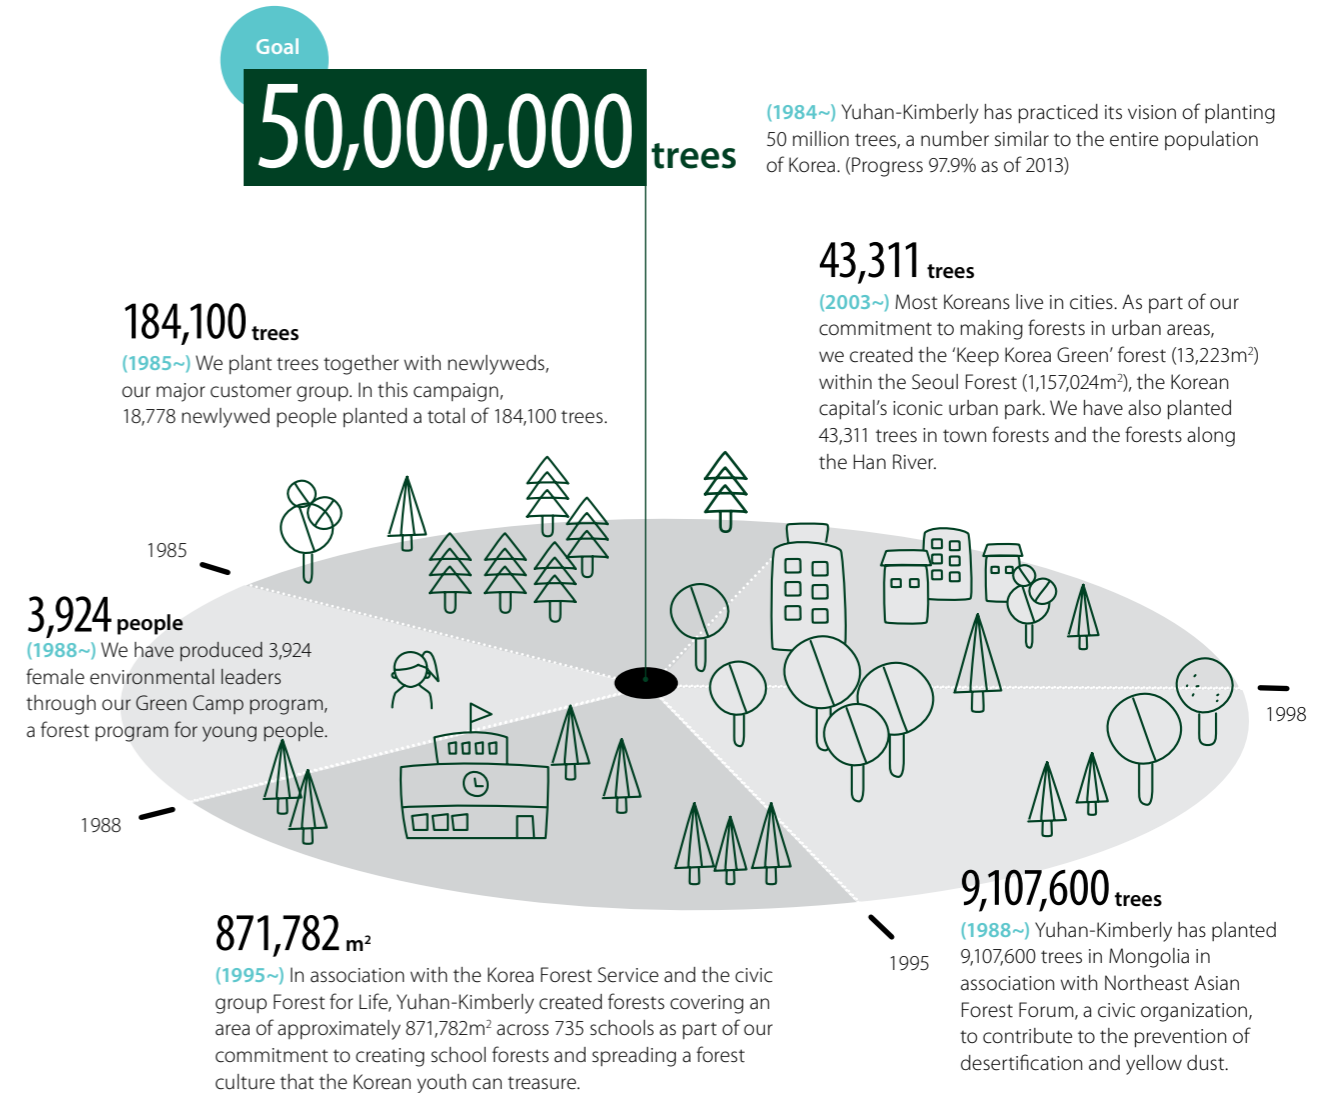 Goal
50,000,000 trees
(1984~) Yuhan-Kimberly has practiced its vision of planting
50 million trees, a number similar to the entire population
of Korea. (Progress 97.9% as of 2013)
43,311 trees
(2003~) Most Koreans live in cities. As part of our
commitment to making forests in urban areas,
we created the ‘Keep Korea Green’ forest (13,223m²)
within the Seoul Forest (1,157,024m²), the Korean
capital’s iconic urban park. We have also planted
43,311 trees in town forests and the forests along
the Han River.
184,100 trees
(1985~) We plant trees together with newlyweds,
our major customer group. In this campaign,
18,778 newlywed people planted a total of 184,100 trees.
1985
3,924 people
(1988~) We have produced 3,924
female environmental leaders
through our Green Camp program,
a forest program for young people.
1988
1998
871,782 m²
(1995~) In association with the Korea Forest Service and the civic
group Forest for Life, Yuhan-Kimberly created forests covering an
area of approximately 871,782m² across 735 schools as part of our
commitment to creating school forests and spreading a forest
culture that the Korean youth can treasure.
1995
9,107,600 trees
(1988~) Yuhan-Kimberly has planted
9,107,600 trees in Mongolia in
association with Northeast Asian
Forest Forum, a civic organization,
to contribute to the prevention of
desertification and yellow dust.